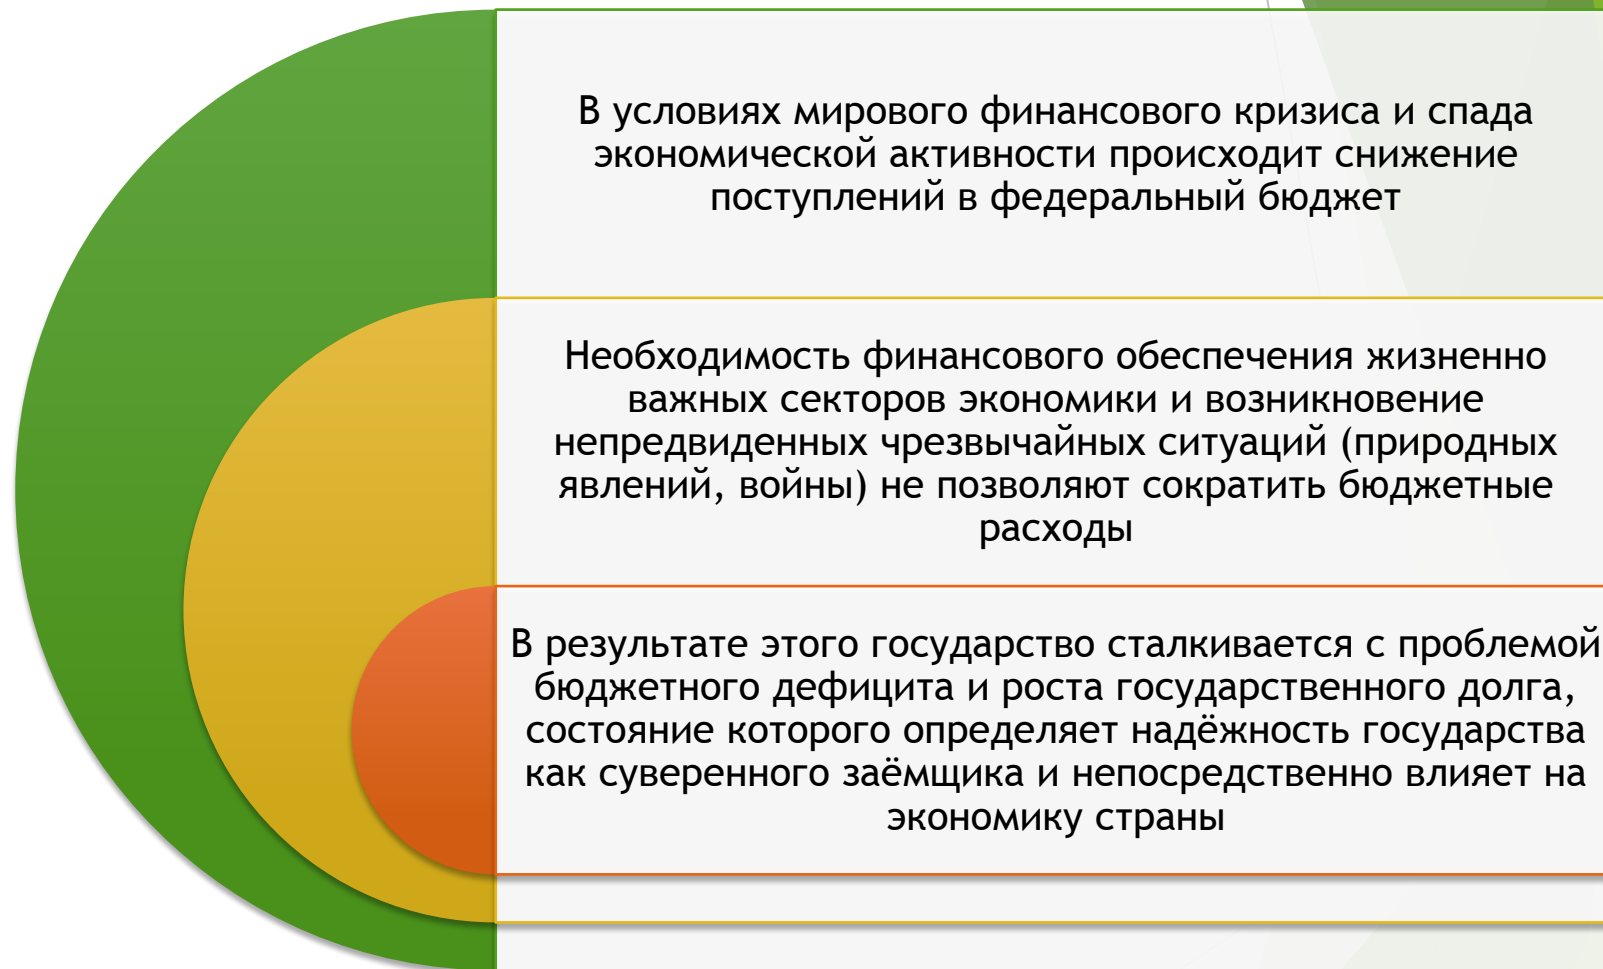 В условиях мирового финансового кризиса и спада
экономической активности происходит снижение
поступлений в федеральный бюджет
Необходимость финансового обеспечения жизненно
важных секторов экономики и возникновение
непредвиденных чрезвычайных ситуаций (природных
явлений, войны) не позволяют сократить бюджетные
расходы
В результате этого государство сталкивается с проблемой
бюджетного дефицита и роста государственного долга,
состояние которого определяет надёжность государства
как суверенного заёмщика и непосредственно влияет на
экономику страны